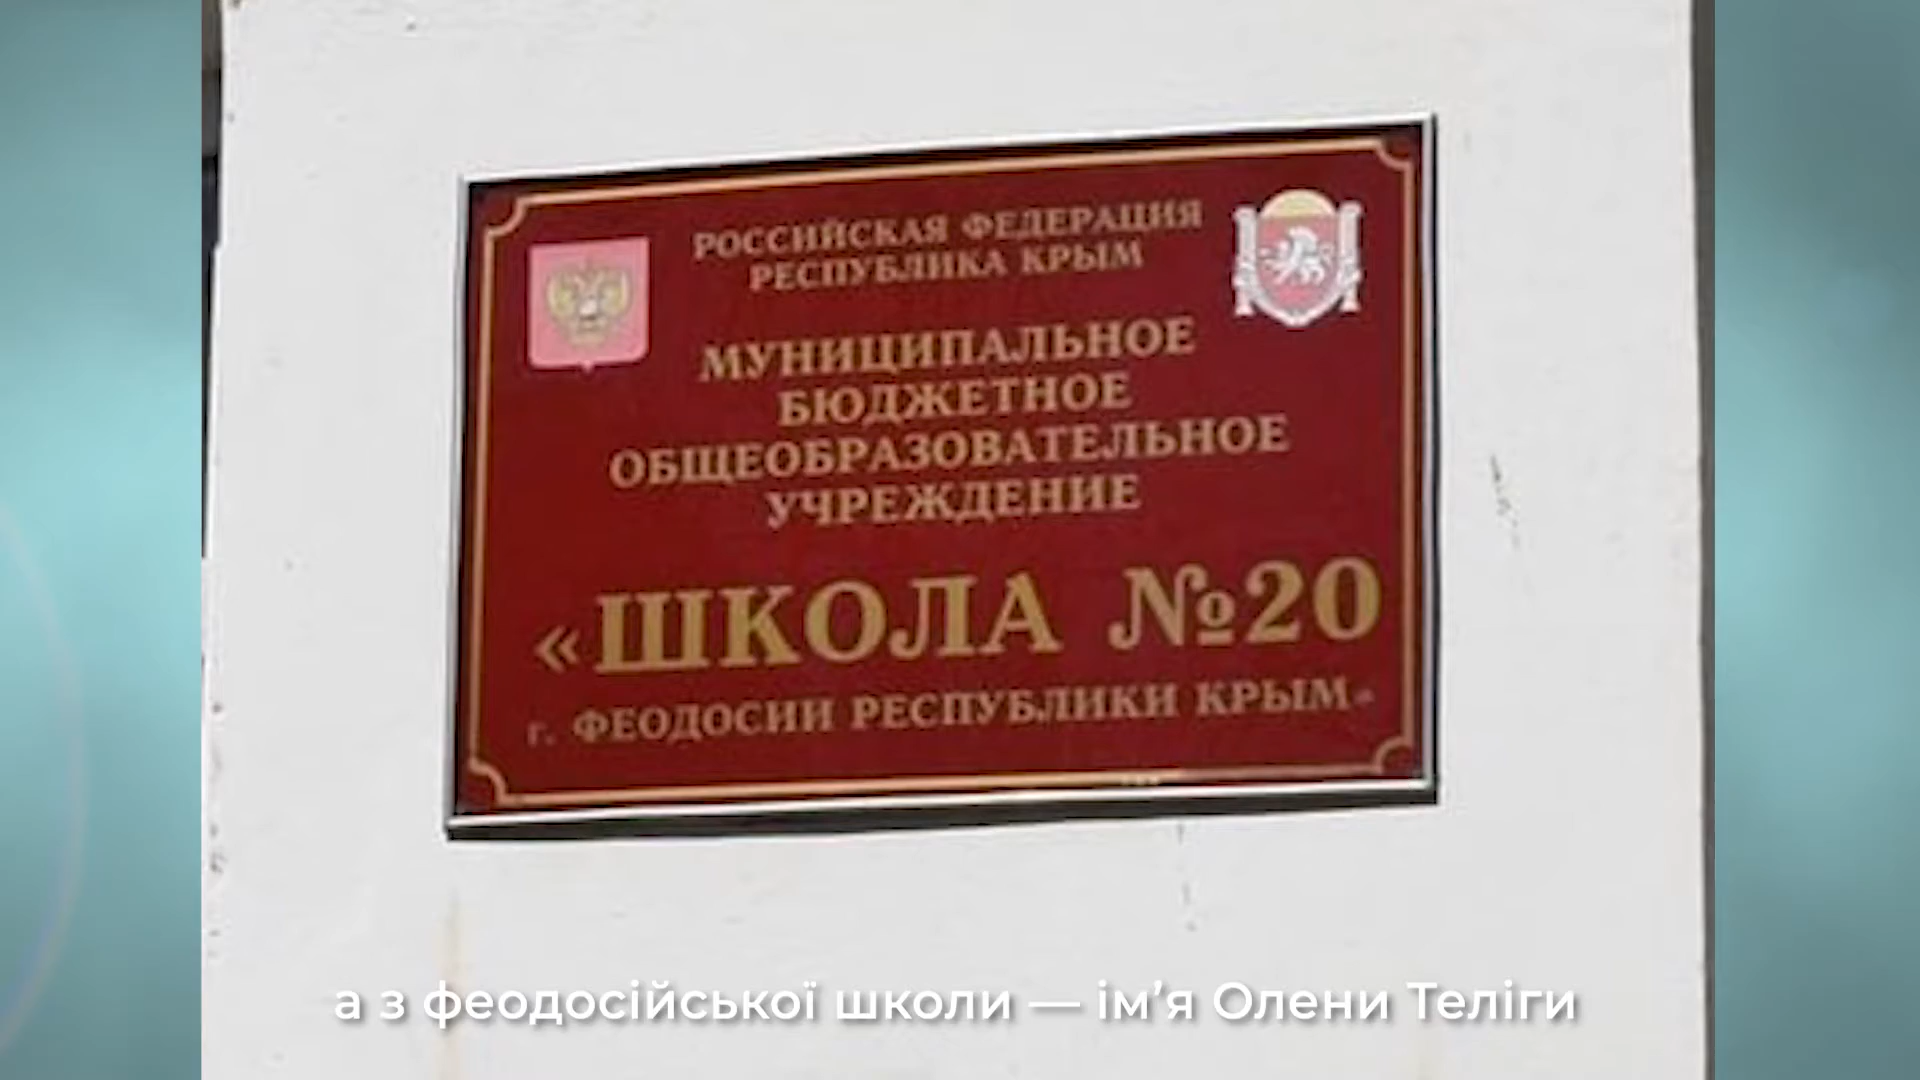 РОССИЙСКАЯ ФЕДЕРАЦИЯ
РЕСПУБЛИКА КРЫМ
МУНИЦИПАЛЬНОЕ
БЮДЖЕТНОЕ
ОБЩЕОБРАЗОВАТЕЛЬНОЕ
УЧРЕЖДЕНИЕ
«ШКОЛА №20
г. ФЕОДОСИИ РЕСПУБЛИКИ КРЫМ»
а з феодосійської школи — ім’я Олени Теліги